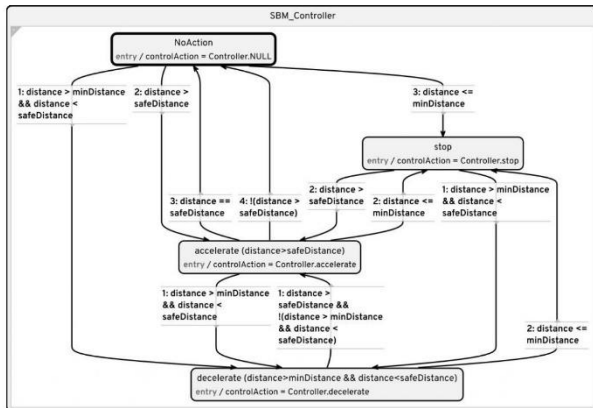 SBM_Controller
NoAction
entry / controlAction = Controller.NULL
1: distance > minDistance
&& distance <
safeDistance
2: distance >
safeDistance
3: distance <=
minDistance
stop
entry / controlAction = Controller.stop
3: distance ==
safeDistance
4: !(distance >
safeDistance)
2: distance >
safeDistance
2: distance <=
minDistance
1: distance > minDistance
&& distance <
safeDistance
accelerate (distance>safeDistance)
entry / controlAction = Controller.accelerate
1: distance > minDistance
&& distance <
safeDistance
1: distance >
safeDistance &&
!(distance > minDistance
&& distance <
safeDistance)
2: distance <=
minDistance
decelerate (distance>minDistance && distance<safeDistance)
entry / controlAction = Controller.decelerate